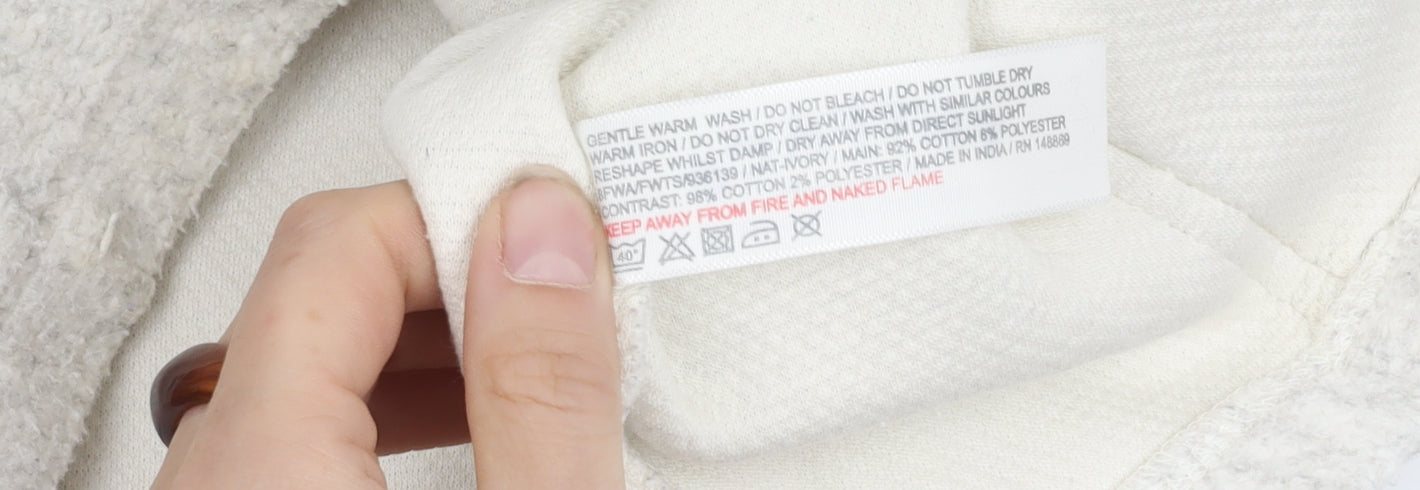 GENTLE WARM WASH / DO NOT BLEACH / DO NOT TUMBLE DRY
WARM IRON / DO NOT DRY CLEAN / WASH WITH SIMILAR COLOURS
RESHAPE WHILST DAMP / DRY AWAY FROM DIRECT SUNLIGHT
FWA/FWTS/936139 / NAT-IVORY / MAIN: 92% COTTON 8% POLYESTER
CONTRAST: 98% COTTON 2% POLYESTER / MADE IN INDIA / RN 148869
KEEP AWAY FROM FIRE AND NAKED FLAME
40°